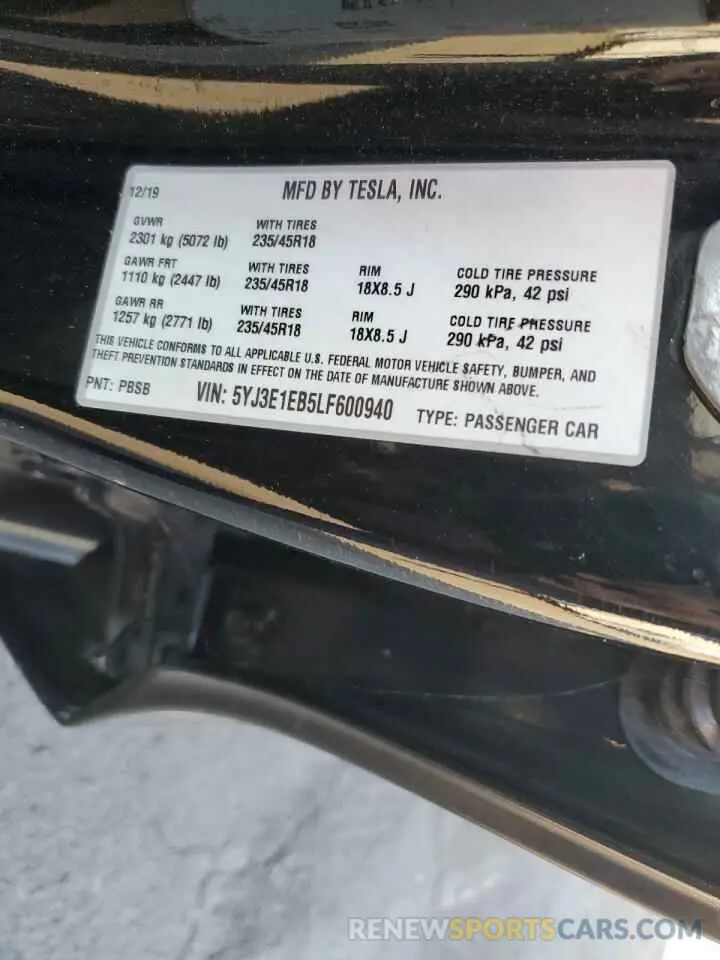 12/19 MFD BY TESLA, INC.
GVWR WITH TIRES
2301 kg (5072 lb) 235/45R18
GAWR FRT WITH TIRES RIM COLD TIRE PRESSURE
1110 kg (2447 lb) 235/45R18 18X8.5 J 290 kPa, 42 psi
GAWR RR WITH TIRES RIM COLD TIRE PRESSURE
1257 kg (2771 lb) 235/45R18 18X8.5 J 290 kPa, 42 psi
THIS VEHICLE CONFORMS TO ALL APPLICABLE U.S. FEDERAL MOTOR VEHICLE SAFETY, BUMPER, AND
THEFT PREVENTION STANDARDS IN EFFECT ON THE DATE OF MANUFACTURE SHOWN ABOVE.
PNT: PBSB VIN: 5YJ3E1EB5LF600940 TYPE: PASSENGER CAR
RENEWSPORTSCARS.COM